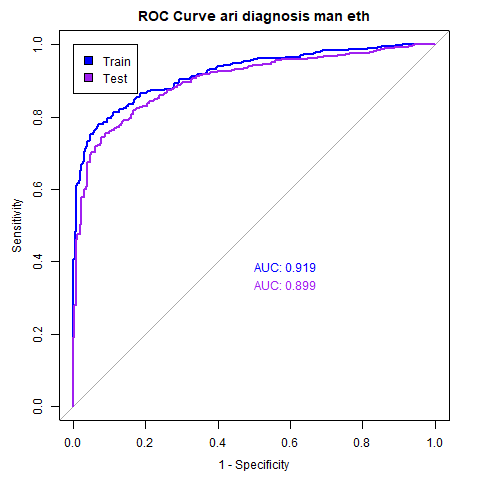 ROC Curve ari diagnosis man eth
Train
Test
Sensitivity
1.0
0.8
0.6
0.4
0.2
0.0
AUC: 0.919
AUC: 0.899
0.0 0.2 0.4 0.6 0.8 1.0
1 - Specificity